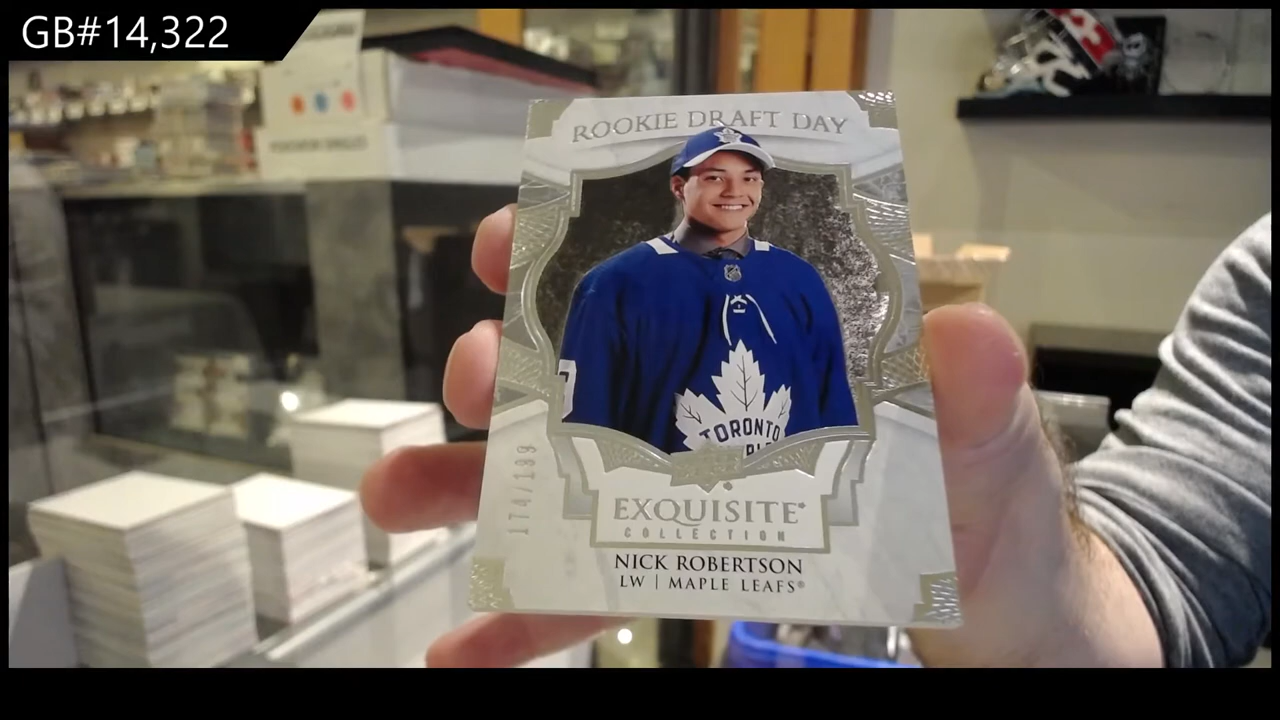 GB#14,322
ROOKIE DRAFT DAY
TORONTO
174/199
EXQUISITE
COLLECTION
NICK ROBERTSON
LW | MAPLE LEAFS®